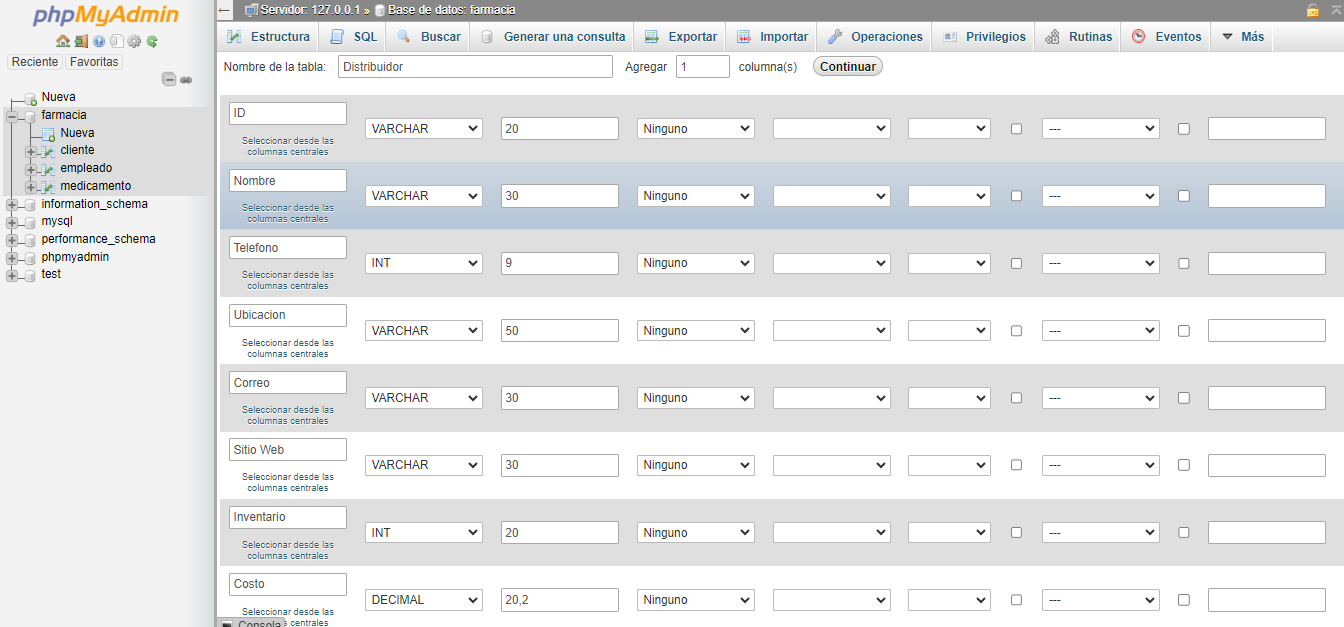 phpMyAdmin
Reciente Favoritas
Nueva
farmacia
Nueva
cliente
empleado
medicamento
information_schema
mysql
performance_schema
phpmyadmin
test
Servidor: 127.0.0.1 » Base de datos: farmacia
Estructura SQL Buscar Generar una consulta Exportar Importar Operaciones Privilegios Rutinas Eventos Más
Nombre de la tabla: Distribuidor Agregar 1 columna(s) Continuar
ID VARCHAR 20 Ninguno ---
Seleccionar desde las
columnas centrales
Nombre VARCHAR 30 Ninguno ---
Seleccionar desde las
columnas centrales
Telefono INT 9 Ninguno ---
Seleccionar desde las
columnas centrales
Ubicacion VARCHAR 50 Ninguno ---
Seleccionar desde las
columnas centrales
Correo VARCHAR 30 Ninguno ---
Seleccionar desde las
columnas centrales
Sitio Web VARCHAR 30 Ninguno ---
Seleccionar desde las
columnas centrales
Inventario INT 20 Ninguno ---
Seleccionar desde las
columnas centrales
Costo DECIMAL 20,2 Ninguno ---
Seleccionar desde las
Consola centrales